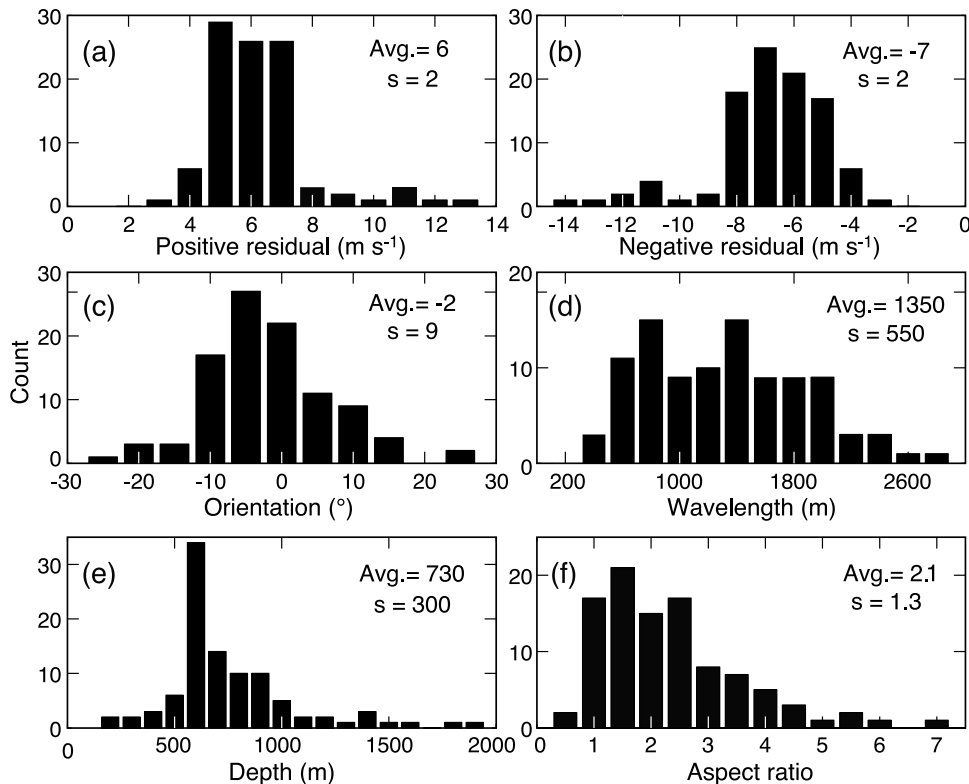 30
20
10
0
(a)
Avg.= 6
s = 2
0 2 4 6 8 10 12 14
Positive residual (m s-1)
30
20
10
0
(b)
Avg.= -7
s = 2
-14 -12 -10 -8 -6 -4 -2 0
Negative residual (m s-1)
Count
30
20
10
0
(c)
Avg.= -2
s = 9
-30 -20 -10 0 10 20 30
Orientation (°)
20
10
0
(d)
Avg.= 1350
s = 550
200 1000 1800 2600
Wavelength (m)
30
20
10
0
(e)
Avg.= 730
s = 300
0 500 1000 1500 2000
Depth (m)
20
10
0
(f)
Avg.= 2.1
s = 1.3
0 1 2 3 4 5 6 7
Aspect ratio